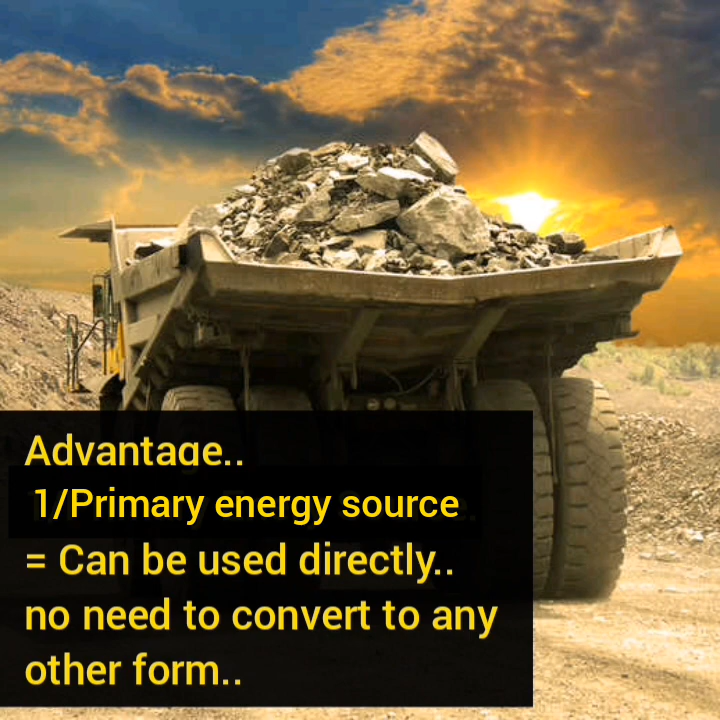 Advantage..
1/Primary energy source
= Can be used directly..
no need to convert to any
other form..